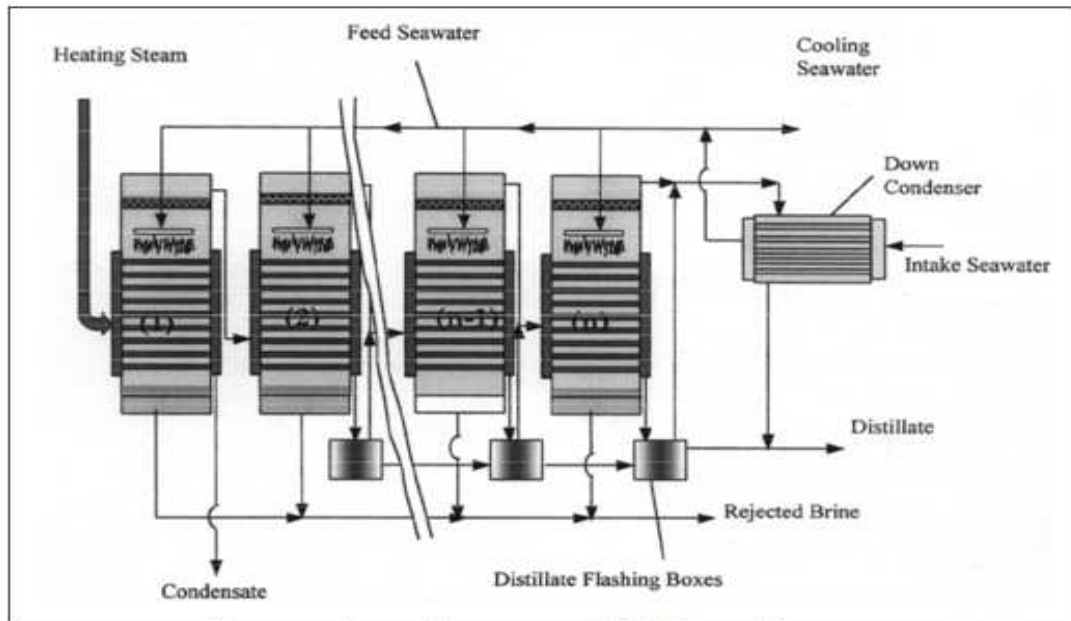 Feed Seawater
Cooling
Seawater
Heating Steam
Down
Condenser
Intake Seawater
(1)
(2)
(n-1)
(n)
Distillate
Rejected Brine
Distillate Flashing Boxes
Condensate